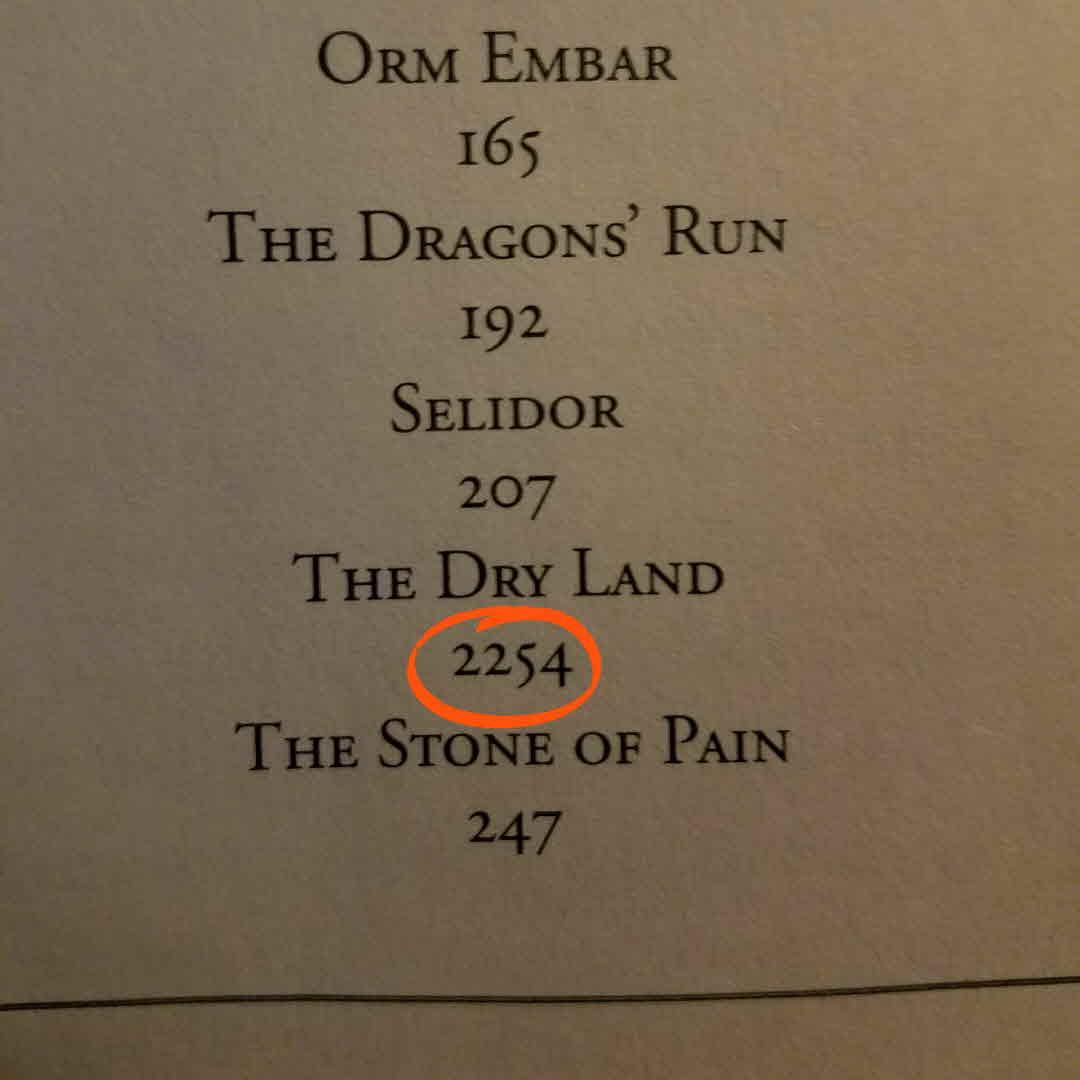 Orm Embar
165
The Dragons’ Run
192
Selidor
207
The Dry Land
2254
The Stone of Pain
247